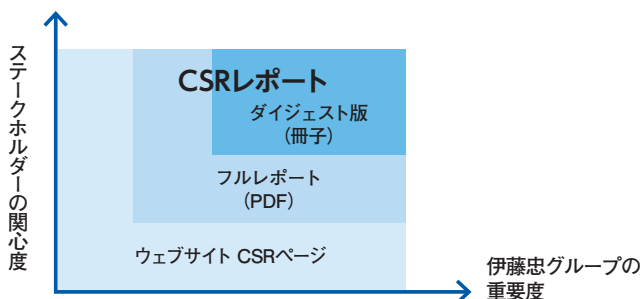 ステークホルダーの関心度
CSRレポート
ダイジェスト版
（冊子）
フルレポート
（PDF）
ウェブサイト CSRページ
伊藤忠グループの
重要度